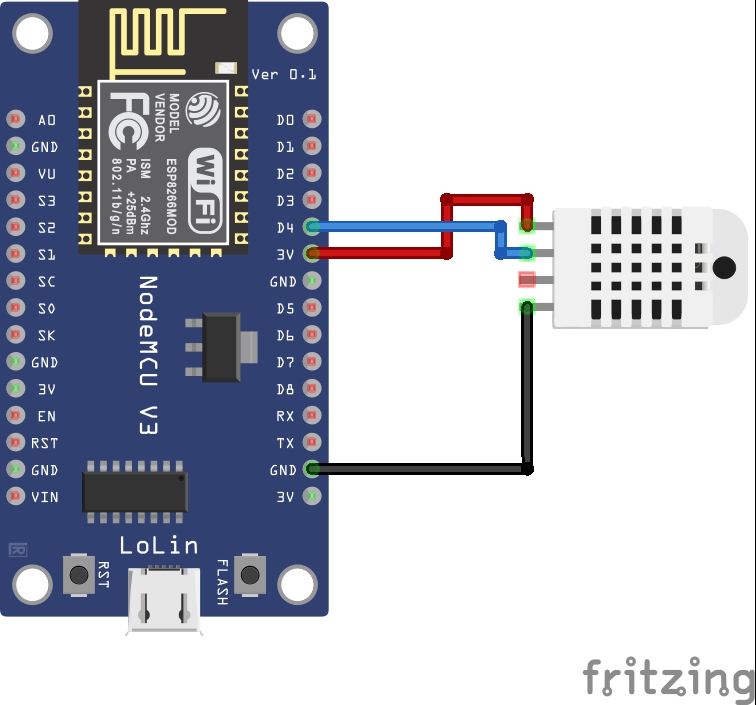 Ver 0.1
MODEL
VENDOR
ESP8266MOD
FC
WiFi
ISM 2.4Ghz
PA +25dBm
802.11b/g/n
A0
GND
VU
S3
S2
S1
SC
S0
SK
GND
3V
EN
RST
GND
VIN
D0
D1
D2
D3
D4
3V
GND
D5
D6
D7
D8
RX
TX
GND
3V
NodeMCU V3
LoLin
RST
FLASH
fritzing